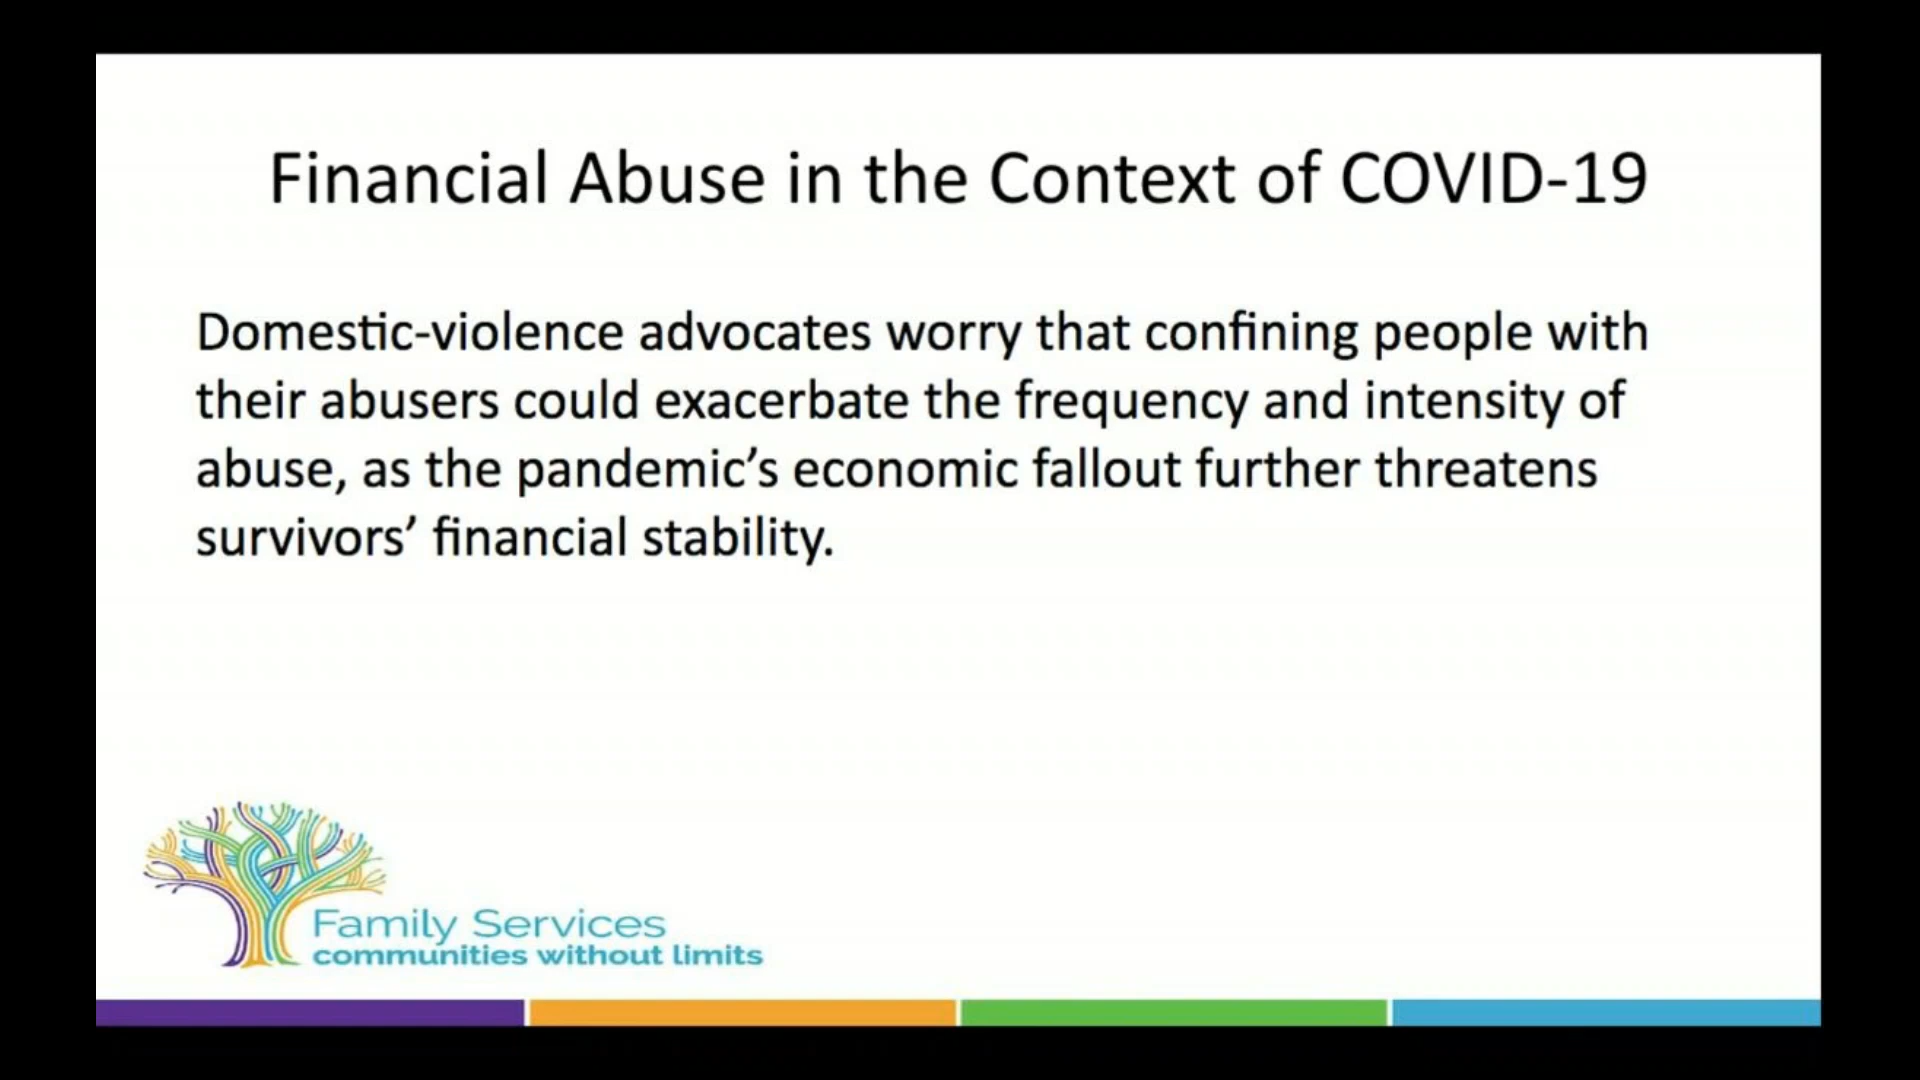 Financial Abuse in the Context of COVID-19
Domestic-violence advocates worry that confining people with
their abusers could exacerbate the frequency and intensity of
abuse, as the pandemic’s economic fallout further threatens
survivors’ financial stability.
Family Services
communities without limits